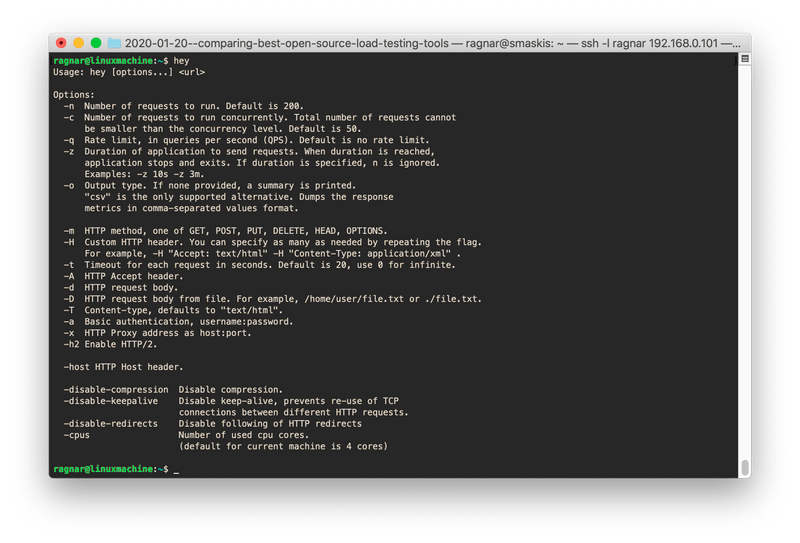 2020-01-20--comparing-best-open-source-load-testing-tools — ragnar@smaskis: ~ — ssh -l ragnar 192.168.0.101 —...
ragnar@linuxmachine:~$ hey
Usage: hey [options...] <url>
Options:
-n Number of requests to run. Default is 200.
-c Number of requests to run concurrently. Total number of requests cannot
be smaller than the concurrency level. Default is 50.
-q Rate limit, in queries per second (QPS). Default is no rate limit.
-z Duration of application to send requests. When duration is reached,
application stops and exits. If duration is specified, n is ignored.
Examples: -z 10s -z 3m.
-o Output type. If none provided, a summary is printed.
"csv" is the only supported alternative. Dumps the response
metrics in comma-separated values format.
-m HTTP method, one of GET, POST, PUT, DELETE, HEAD, OPTIONS.
-H Custom HTTP header. You can specify as many as needed by repeating the flag.
For example, -H "Accept: text/html" -H "Content-Type: application/xml" .
-t Timeout for each request in seconds. Default is 20, use 0 for infinite.
-A HTTP Accept header.
-d HTTP request body.
-D HTTP request body from file. For example, /home/user/file.txt or ./file.txt.
-T Content-type, defaults to "text/html".
-a Basic authentication, username:password.
-x HTTP Proxy address as host:port.
-h2 Enable HTTP/2.
-host HTTP Host header.
-disable-compression Disable compression.
-disable-keepalive Disable keep-alive, prevents re-use of TCP
connections between different HTTP requests.
-disable-redirects Disable following of HTTP redirects
-cpus Number of used cpu cores.
(default for current machine is 4 cores)
ragnar@linuxmachine:~$ _